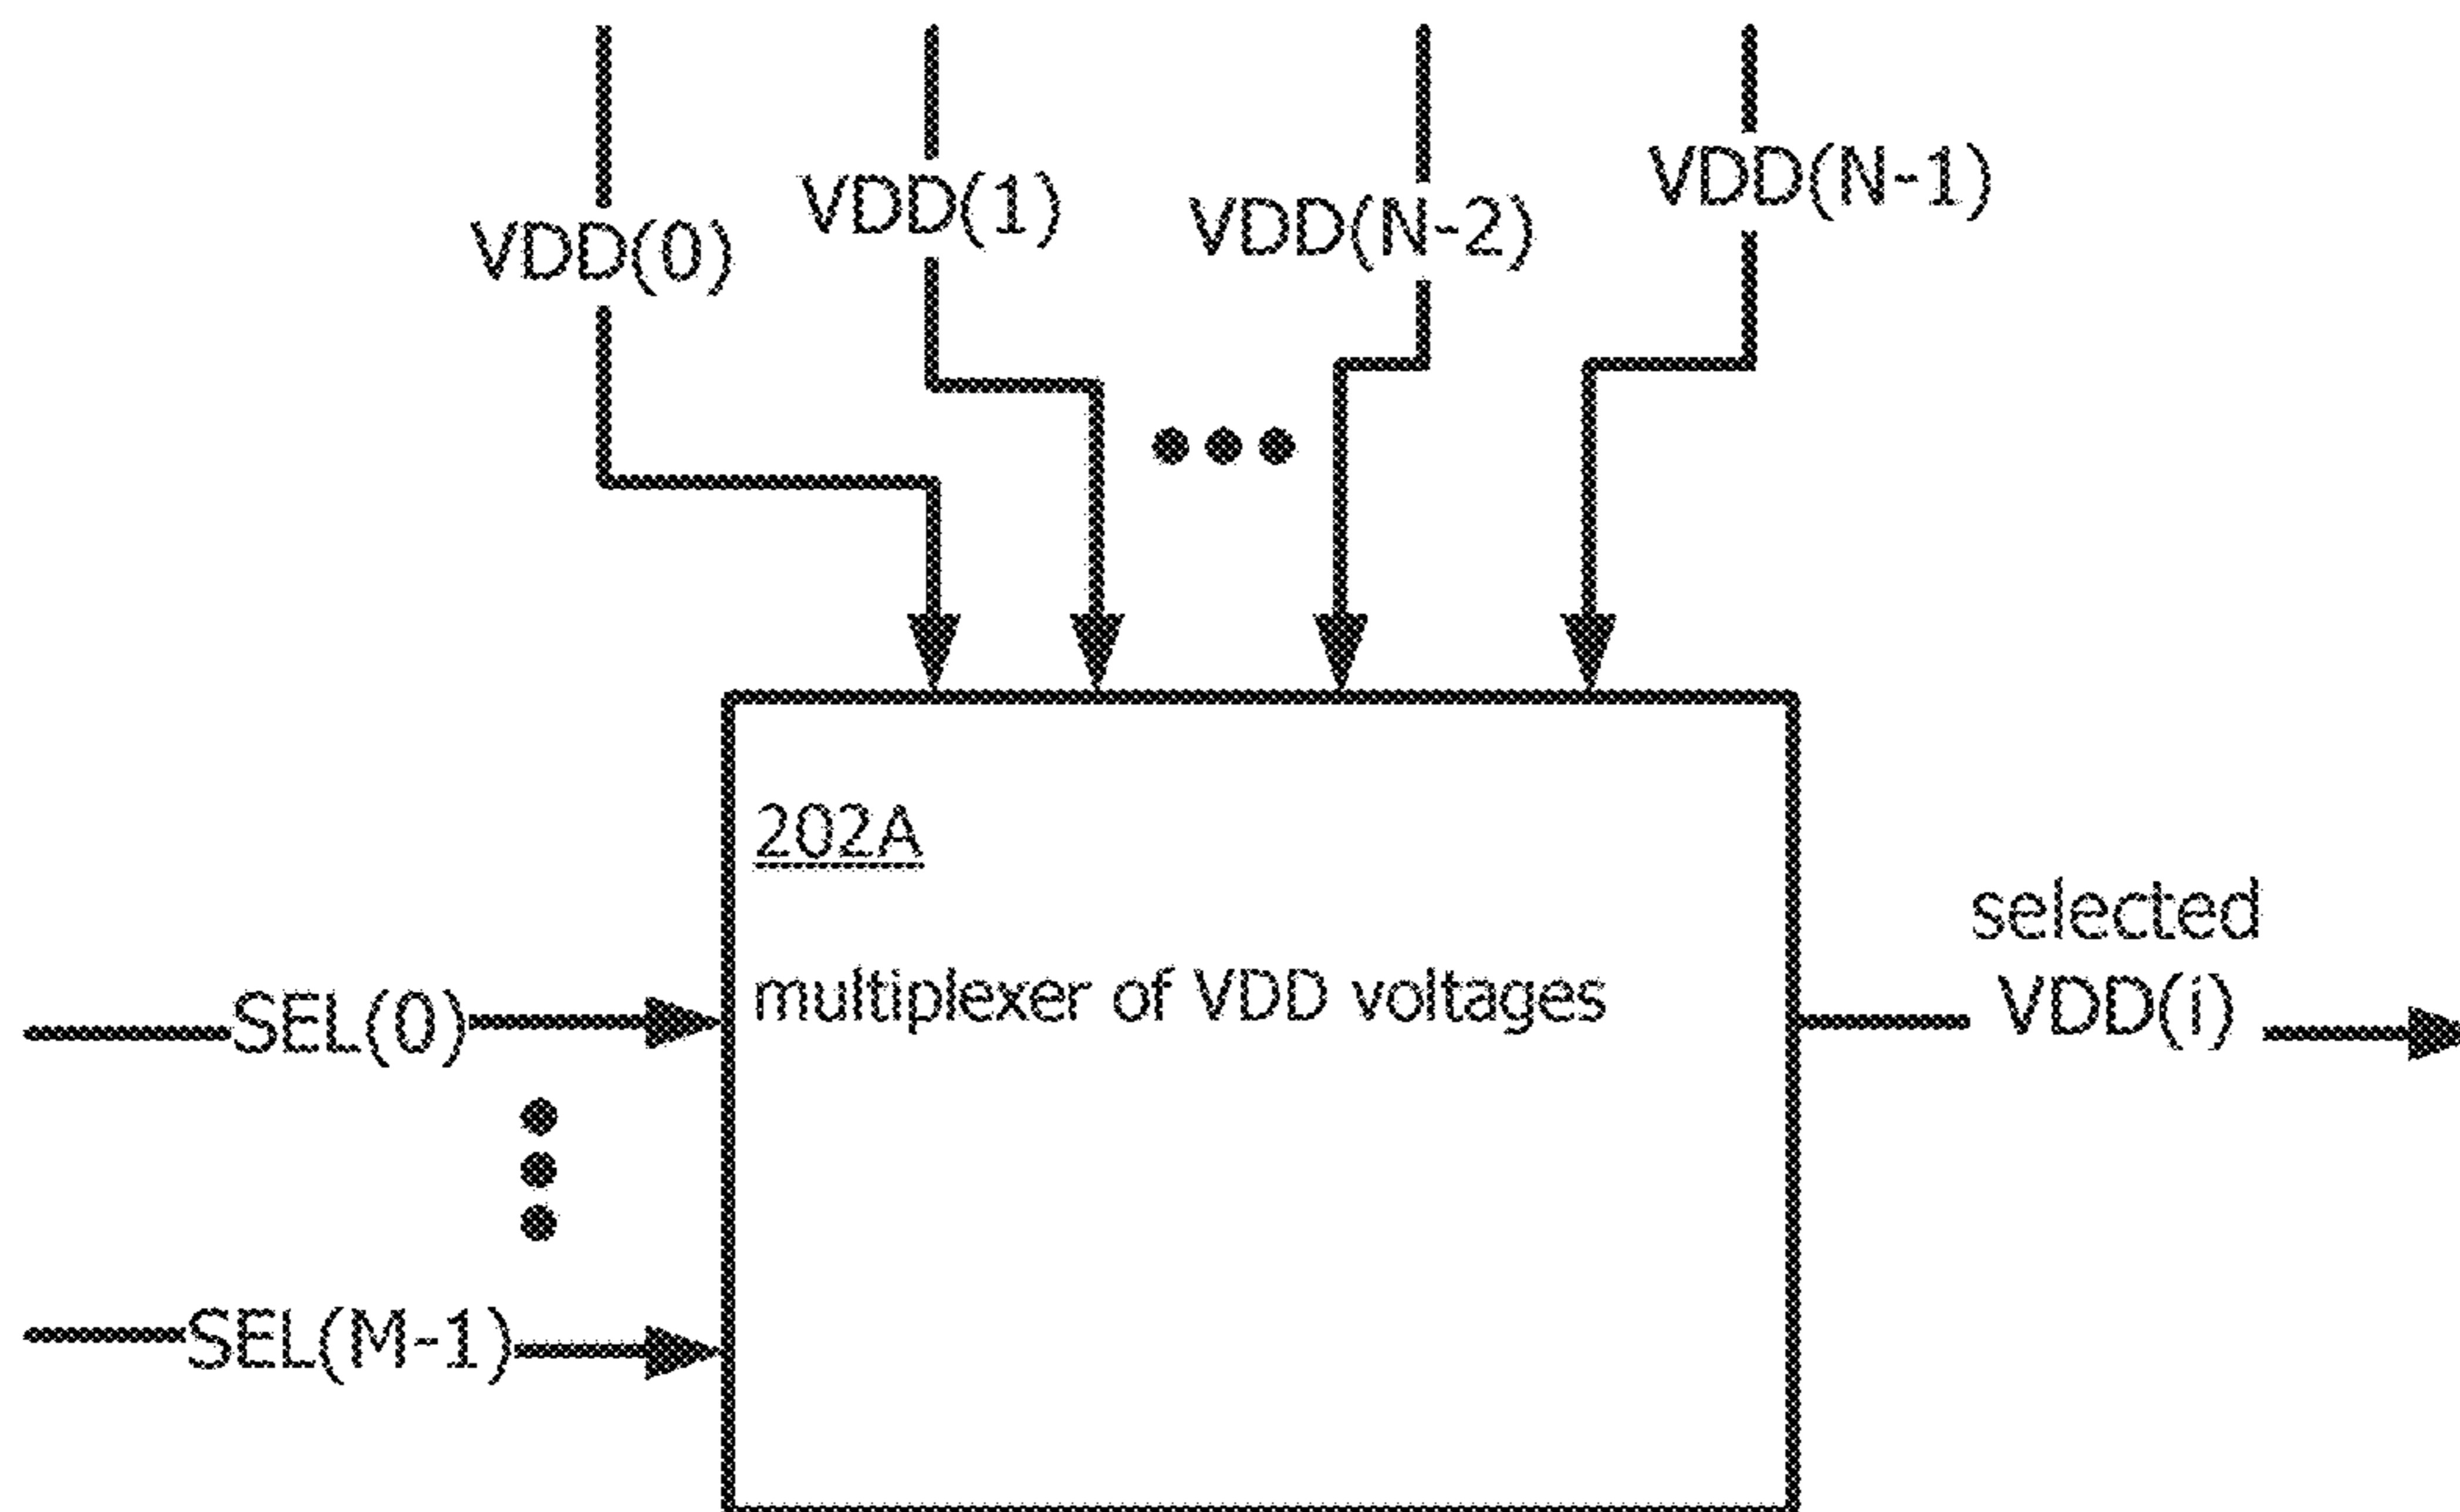 VDD(0)
VDD(1)
VDD(N-2)
VDD(N-1)
202A
multiplexer of VDD voltages
SEL(0)
SEL(M-1)
selected
VDD(i)